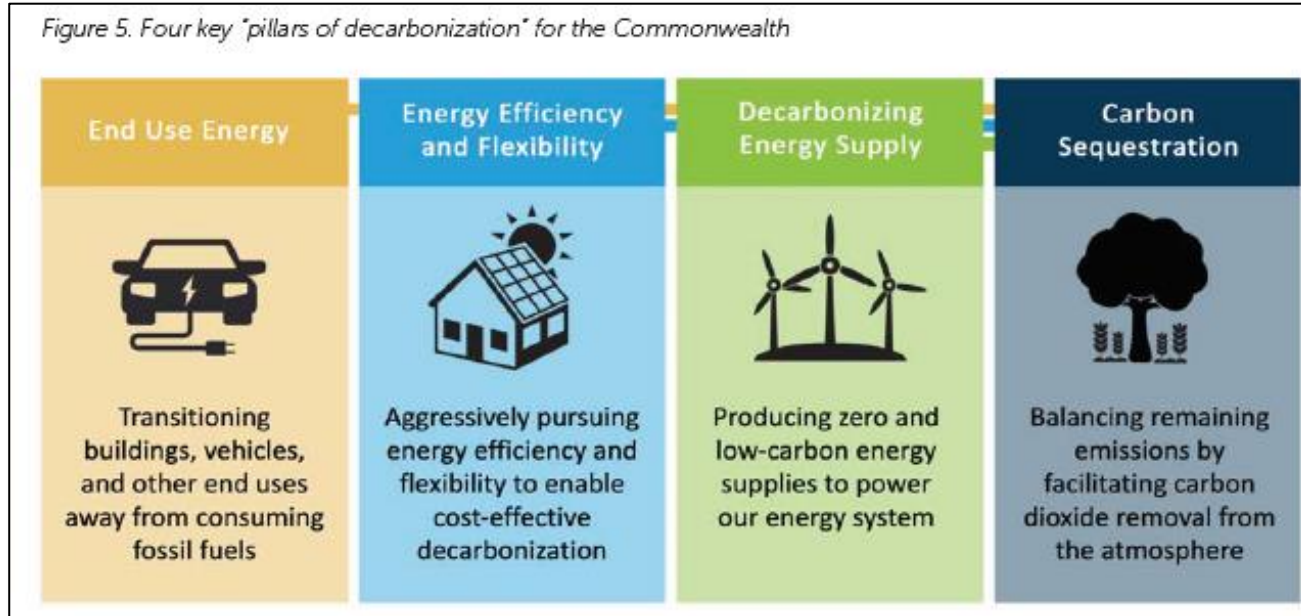 Figure 5. Four key "pillars of decarbonization" for the Commonwealth
End Use Energy
Transitioning
buildings, vehicles,
and other end uses
away from consuming
fossil fuels
Energy Efficiency
and Flexibility
Aggressively pursuing
energy efficiency and
flexibility to enable
cost-effective
decarbonization
Decarbonizing
Energy Supply
Producing zero and
low-carbon energy
supplies to power
our energy system
Carbon
Sequestration
Balancing remaining
emissions by
facilitating carbon
dioxide removal from
the atmosphere